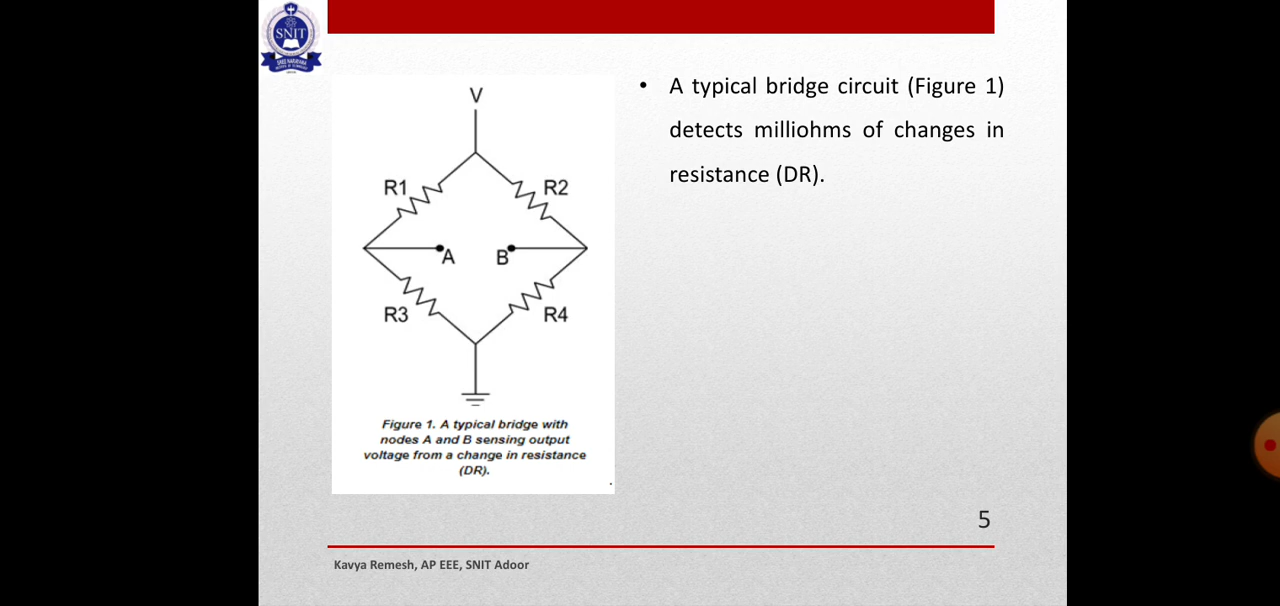 SNIT
V
• A typical bridge circuit (Figure 1)
detects milliohms of changes in
resistance (DR).
R1
R2
A
B
R3
R4
Figure 1. A typical bridge with
nodes A and B sensing output
voltage from a change in resistance
(DR).
.
5
Kavya Remesh, AP EEE, SNIT Adoor